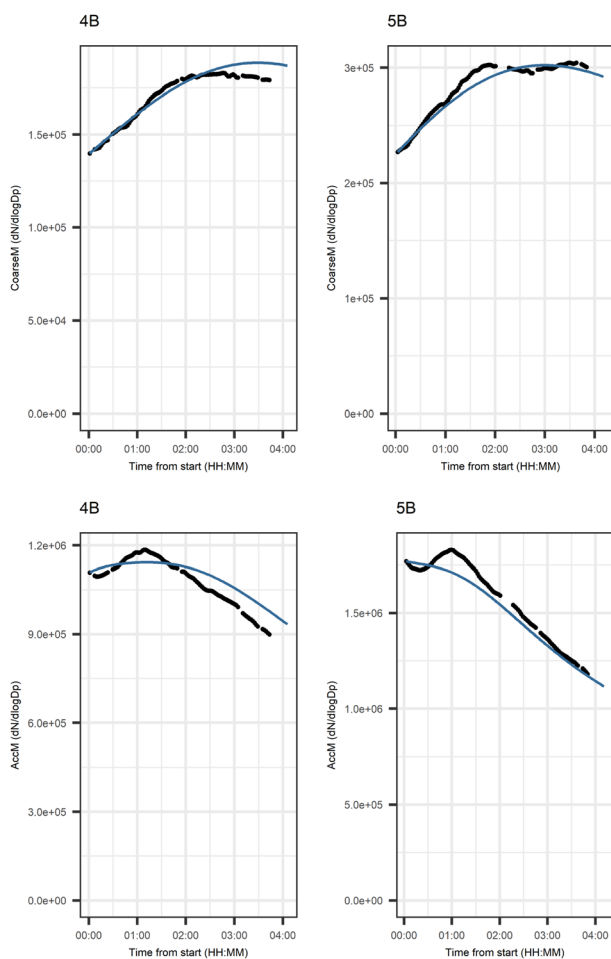 4B
5B
CoarseM (dN/dlogDp)
1.5e+05
1.0e+05
5.0e+04
0.0e+00
00:00 01:00 02:00 03:00 04:00
Time from start (HH:MM)
CoarseM (dN/dlogDp)
3e+05
2e+05
1e+05
0e+00
00:00 01:00 02:00 03:00 04:00
Time from start (HH:MM)
4B
5B
AccM (dN/dlogDp)
1.2e+06
9.0e+05
6.0e+05
3.0e+05
0.0e+00
00:00 01:00 02:00 03:00 04:00
Time from start (HH:MM)
AccM (dN/dlogDp)
1.5e+06
1.0e+06
5.0e+05
0.0e+00
00:00 01:00 02:00 03:00 04:00
Time from start (HH:MM)